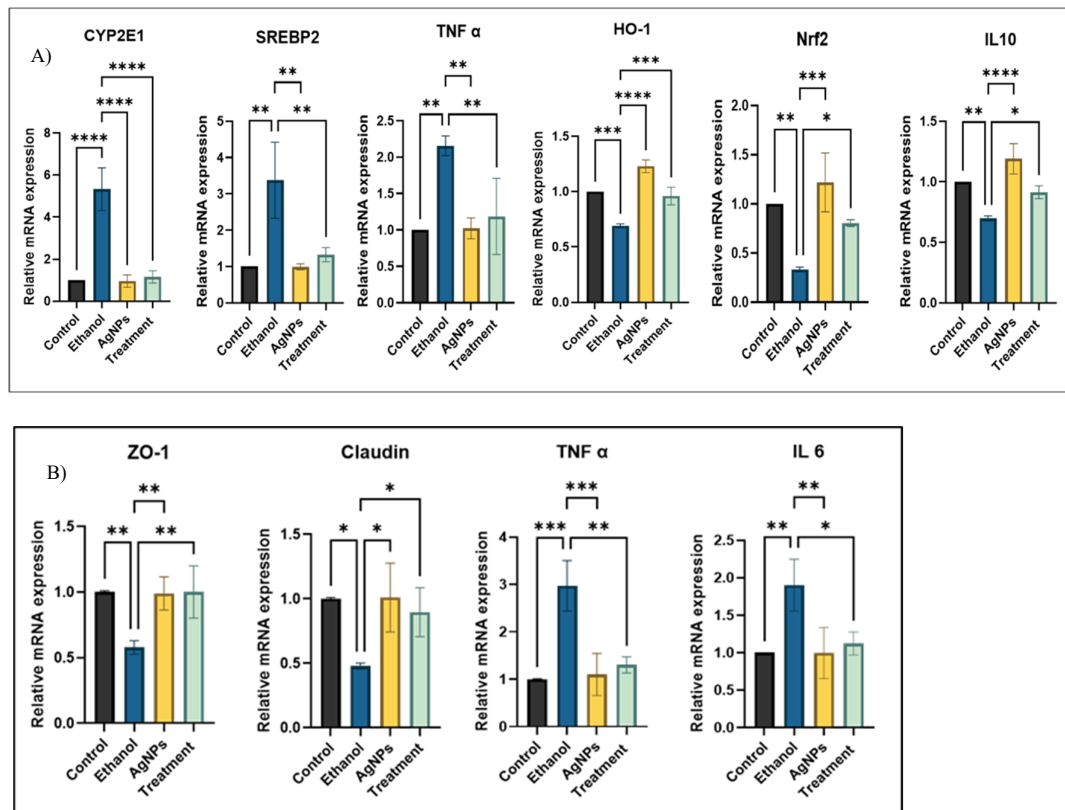 A)
CYP2E1
Relative mRNA expression
8
6
4
2
0
****
****
****
Control
Ethanol
AgNPs
Treatment
SREBP2
Relative mRNA expression
5
4
3
2
1
0
**
**
**
Control
Ethanol
AgNPs
Treatment
TNF α
Relative mRNA expression
2.5
2.0
1.5
1.0
0.5
0.0
**
**
**
Control
Ethanol
AgNPs
Treatment
HO-1
Relative mRNA expression
1.5
1.0
0.5
0.0
***
****
***
Control
Ethanol
AgNPs
Treatment
Nrf2
Relative mRNA expression
2.0
1.5
1.0
0.5
0.0
***
**
*
Control
Ethanol
AgNPs
Treatment
IL10
Relative mRNA expression
1.5
1.0
0.5
0.0
****
**
*
Control
Ethanol
AgNPs
Treatment
B)
ZO-1
Relative mRNA expression
1.5
1.0
0.5
0.0
**
**
**
Control
Ethanol
AgNPs
Treatment
Claudin
Relative mRNA expression
1.5
1.0
0.5
0.0
*
*
*
Control
Ethanol
AgNPs
Treatment
TNF α
Relative mRNA expression
4
3
2
1
0
***
***
**
Control
Ethanol
AgNPs
Treatment
IL 6
Relative mRNA expression
2.5
2.0
1.5
1.0
0.5
0.0
**
**
*
Control
Ethanol
AgNPs
Treatment